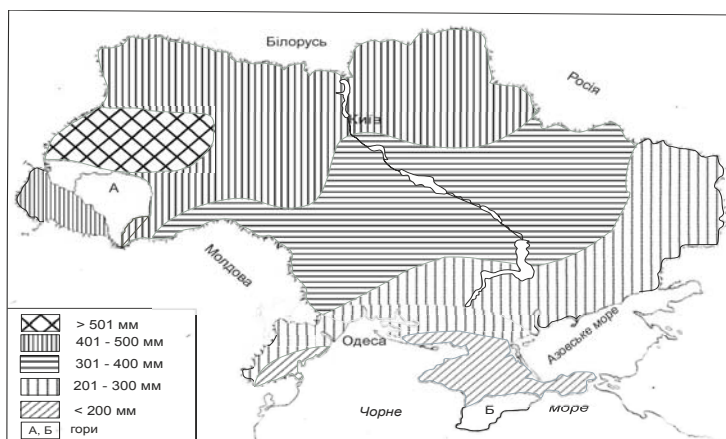 Білорусь
Росія
Київ
А
Молдова
Одеса
Азовське море
Чорне
Б
море
> 501 мм
401 - 500 мм
301 - 400 мм
201 - 300 мм
< 200 мм
А, Б гори